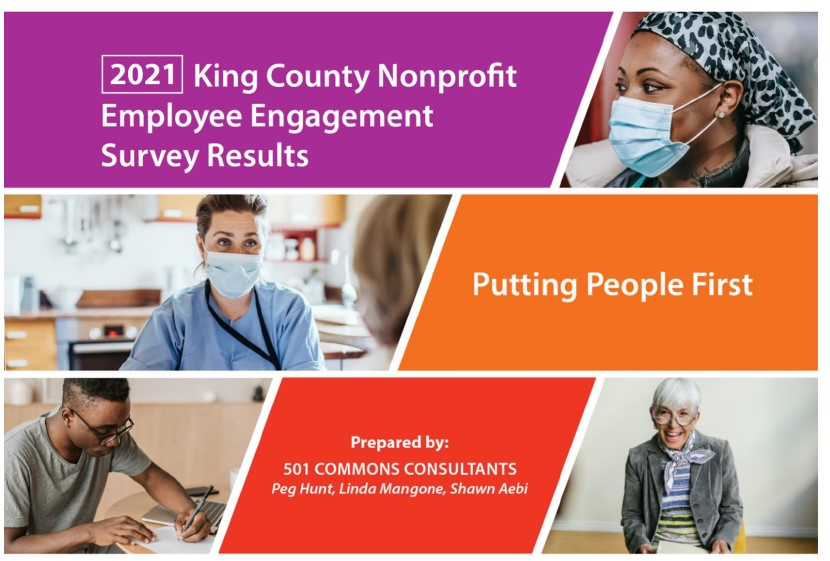 2021 King County Nonprofit
Employee Engagement
Survey Results
Putting People First
Prepared by:
501 COMMONS CONSULTANTS
Peg Hunt, Linda Mangone, Shawn Aebi